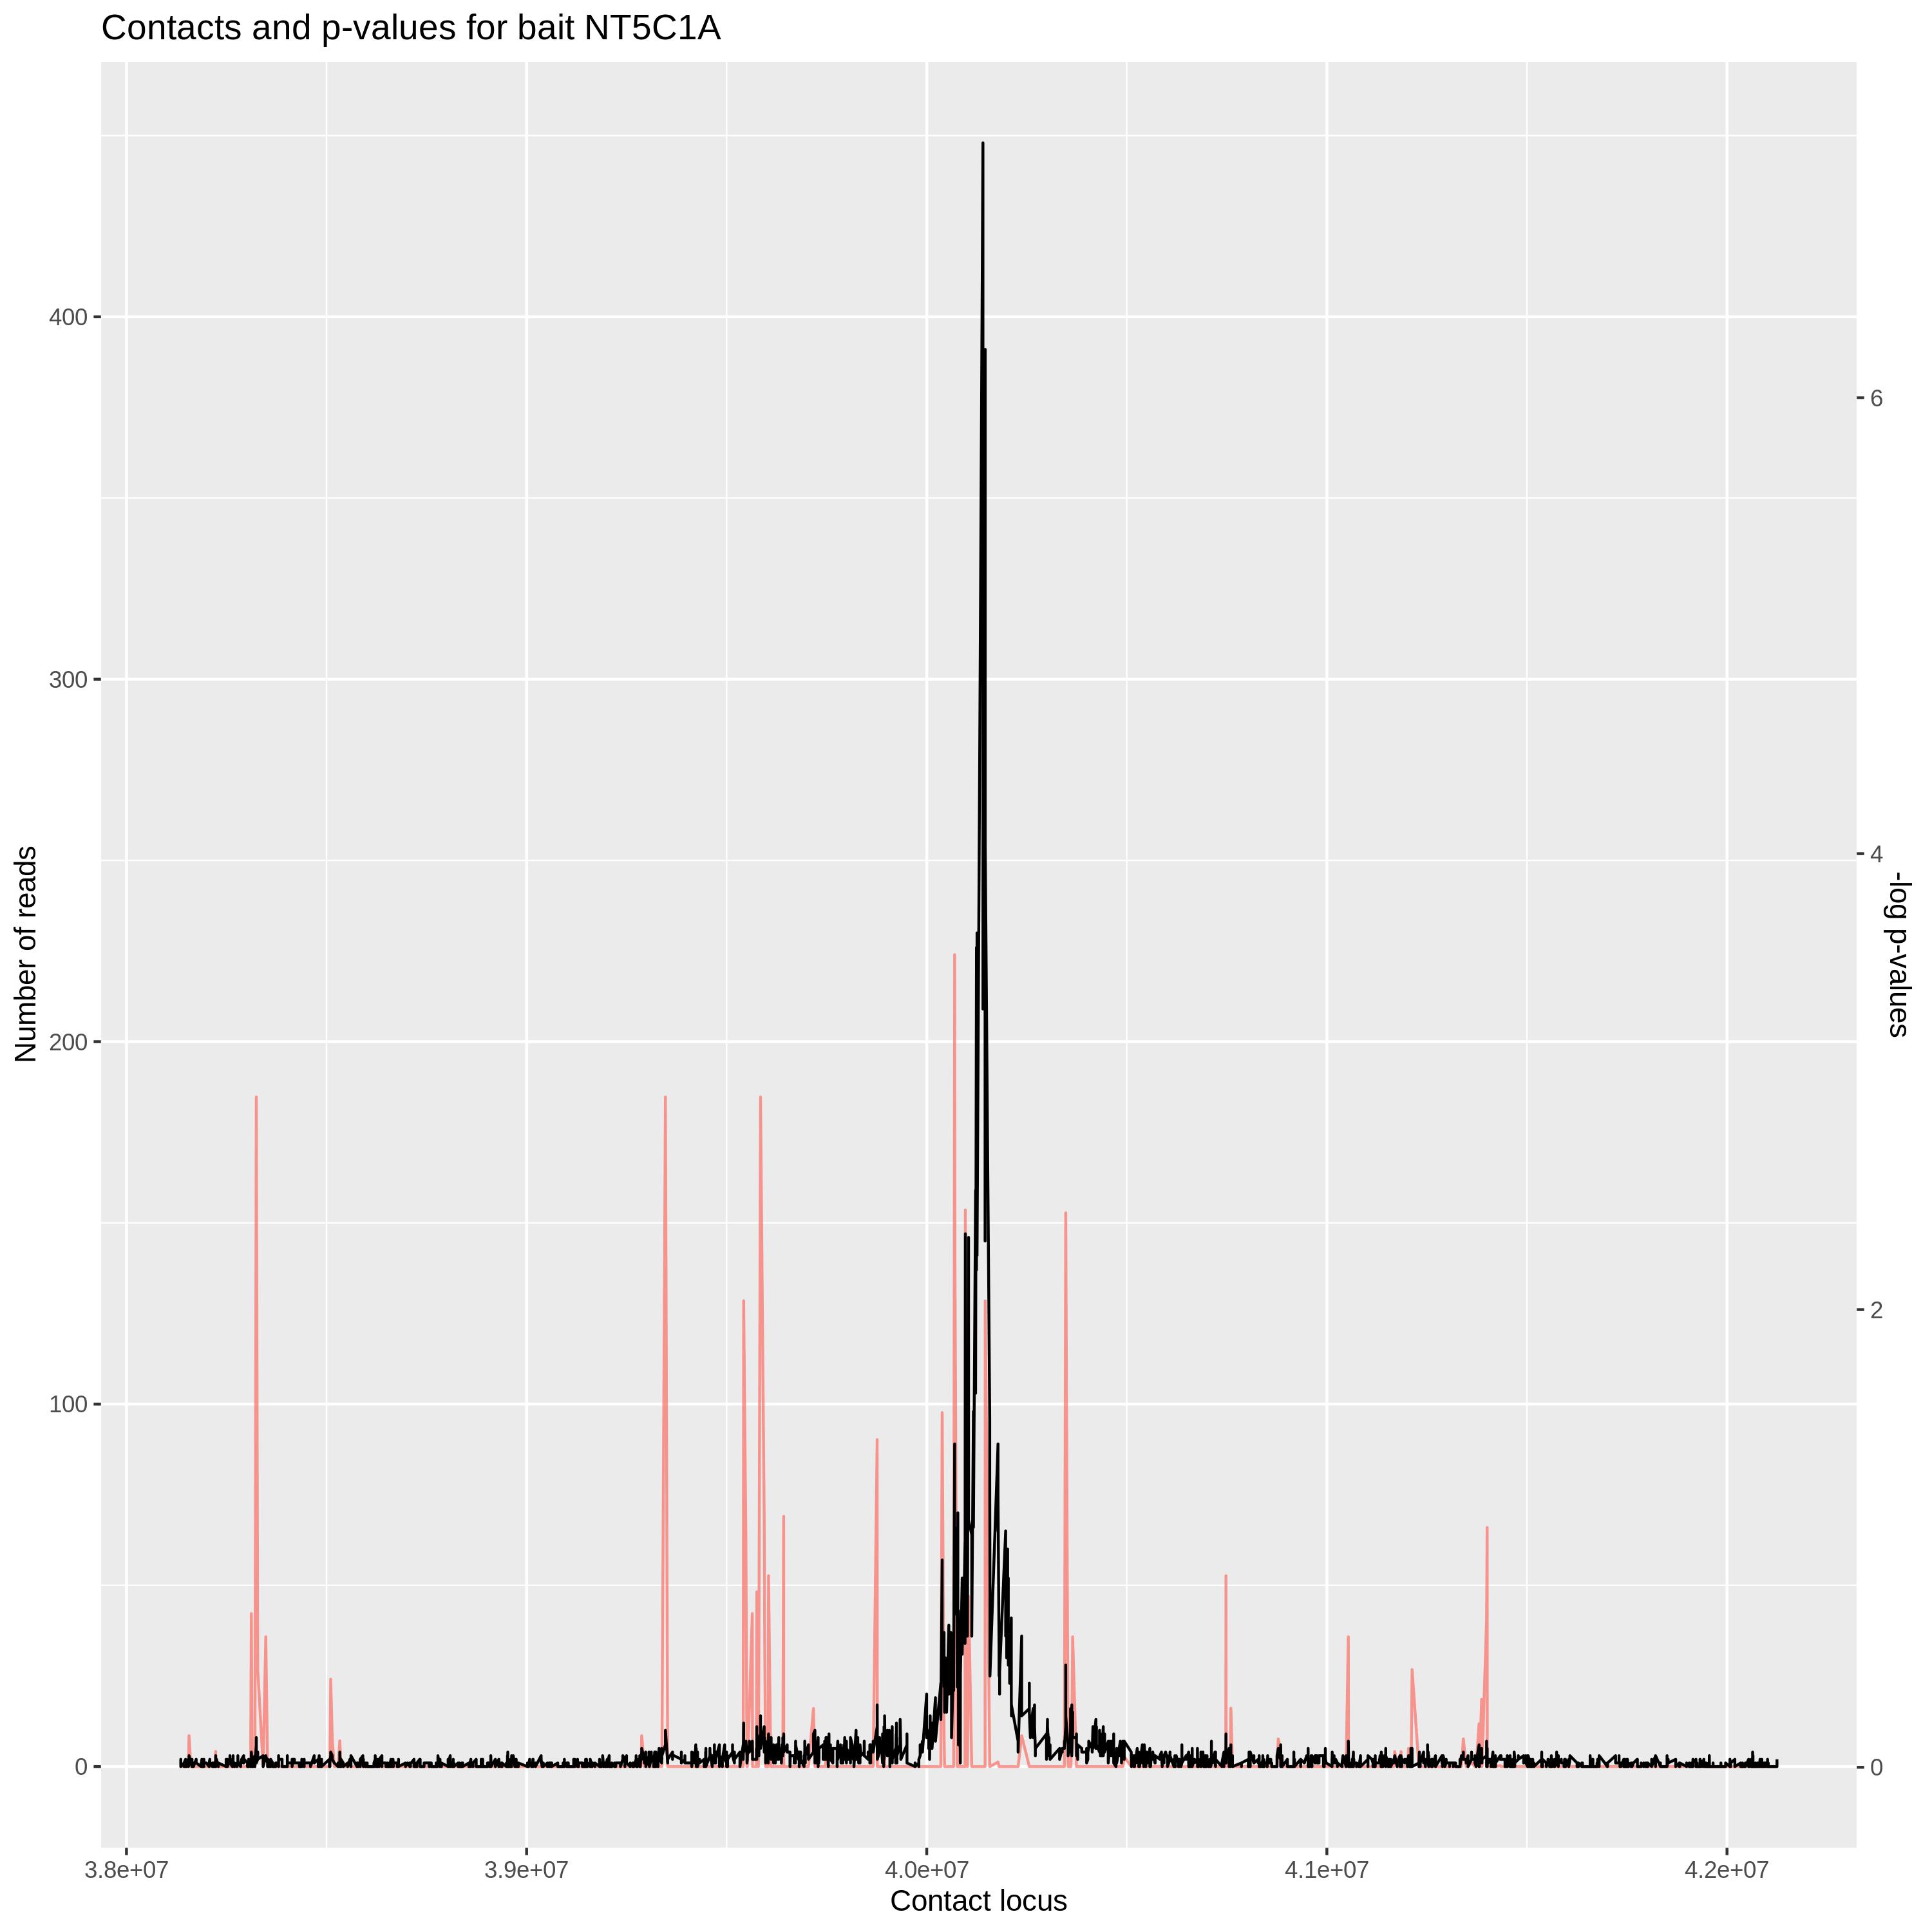 Contacts and p-values for bait NT5C1A
400
300
200
100
0
Number of reads
6
4
2
0
-log p-values
3.8e+07
3.9e+07
4.0e+07
4.1e+07
4.2e+07
Contact locus